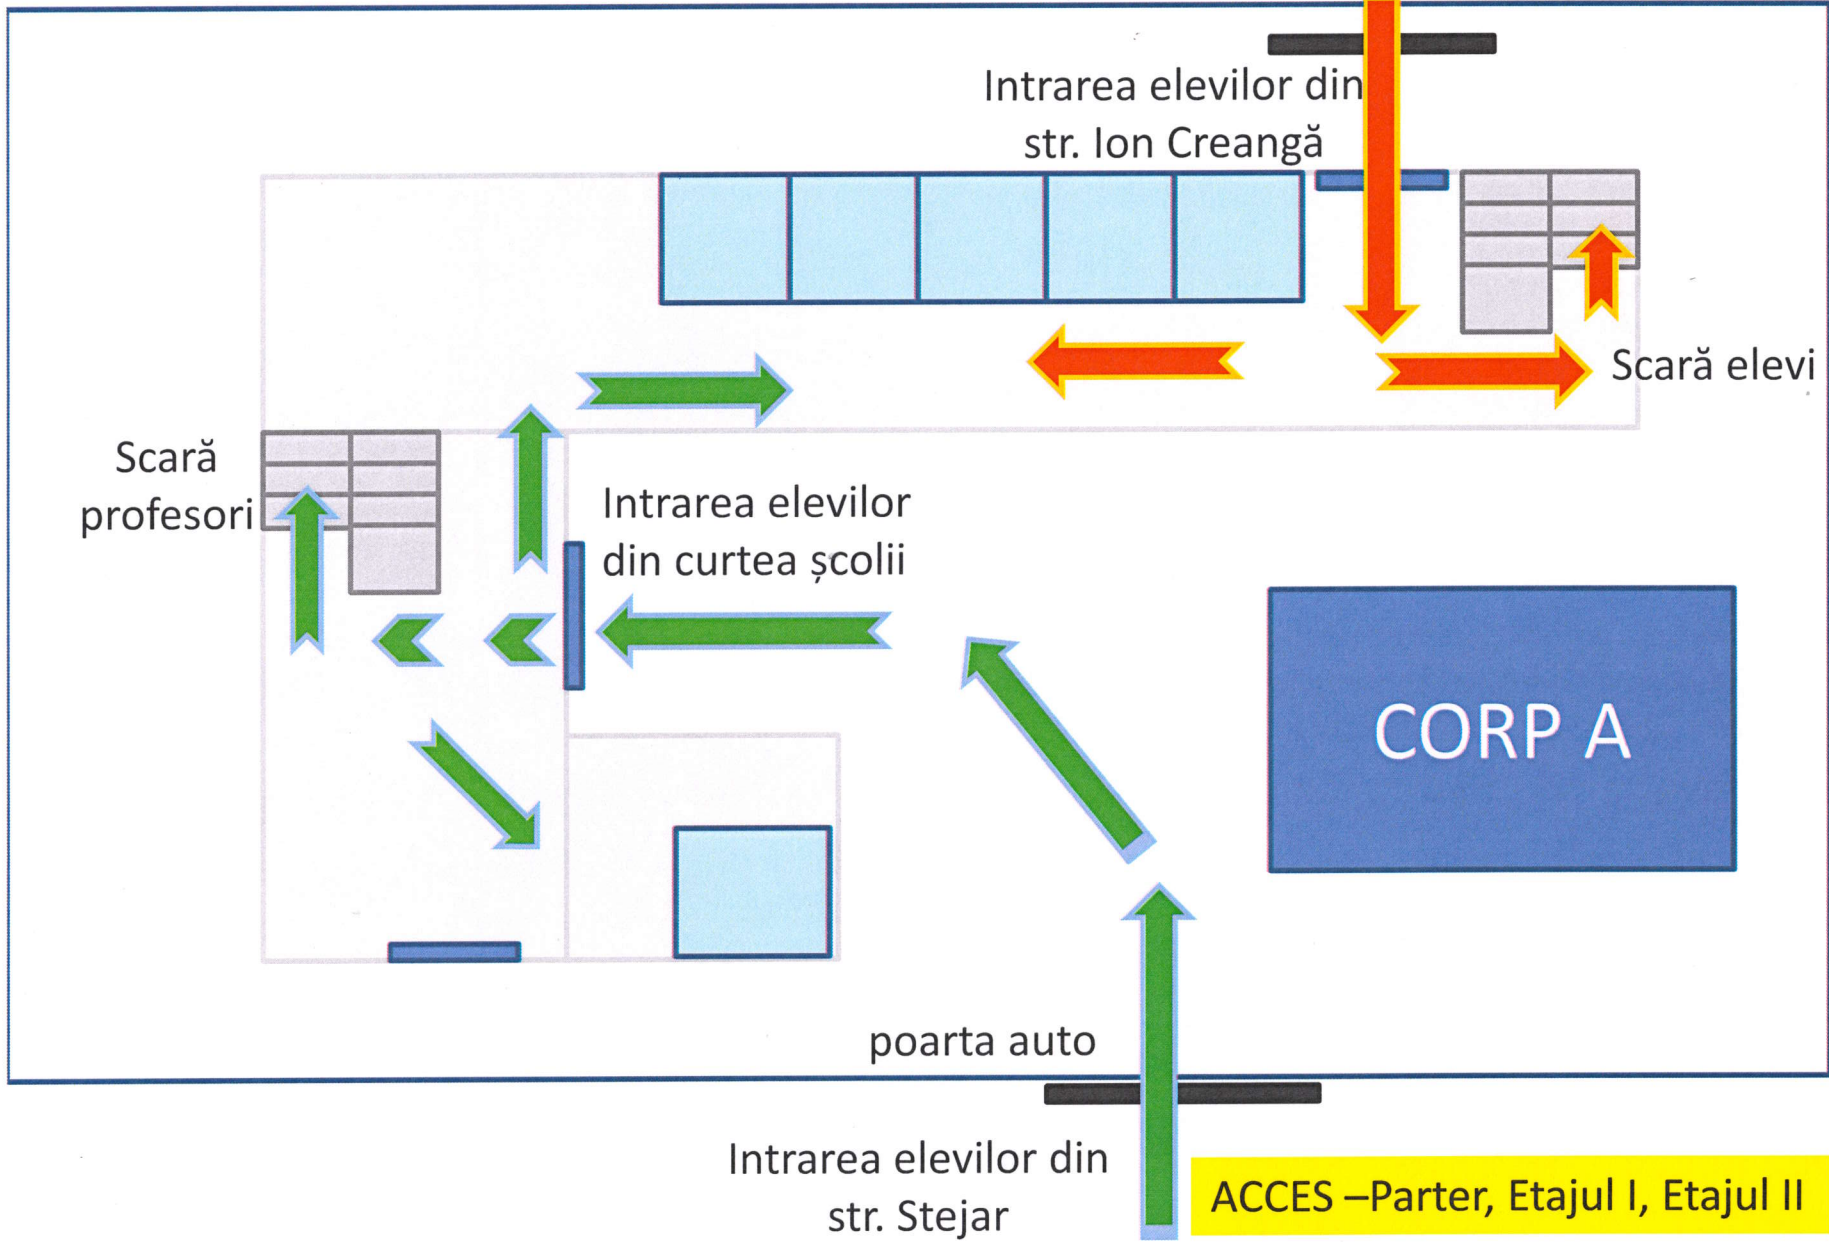 Intrarea elevilor din
str. Ion Creangă
Scară elevi
Scară
profesori
Intrarea elevilor
din curtea școlii
CORP A
poarta auto
Intrarea elevilor din
str. Stejar
ACCES –Parter, Etajul I, Etajul II